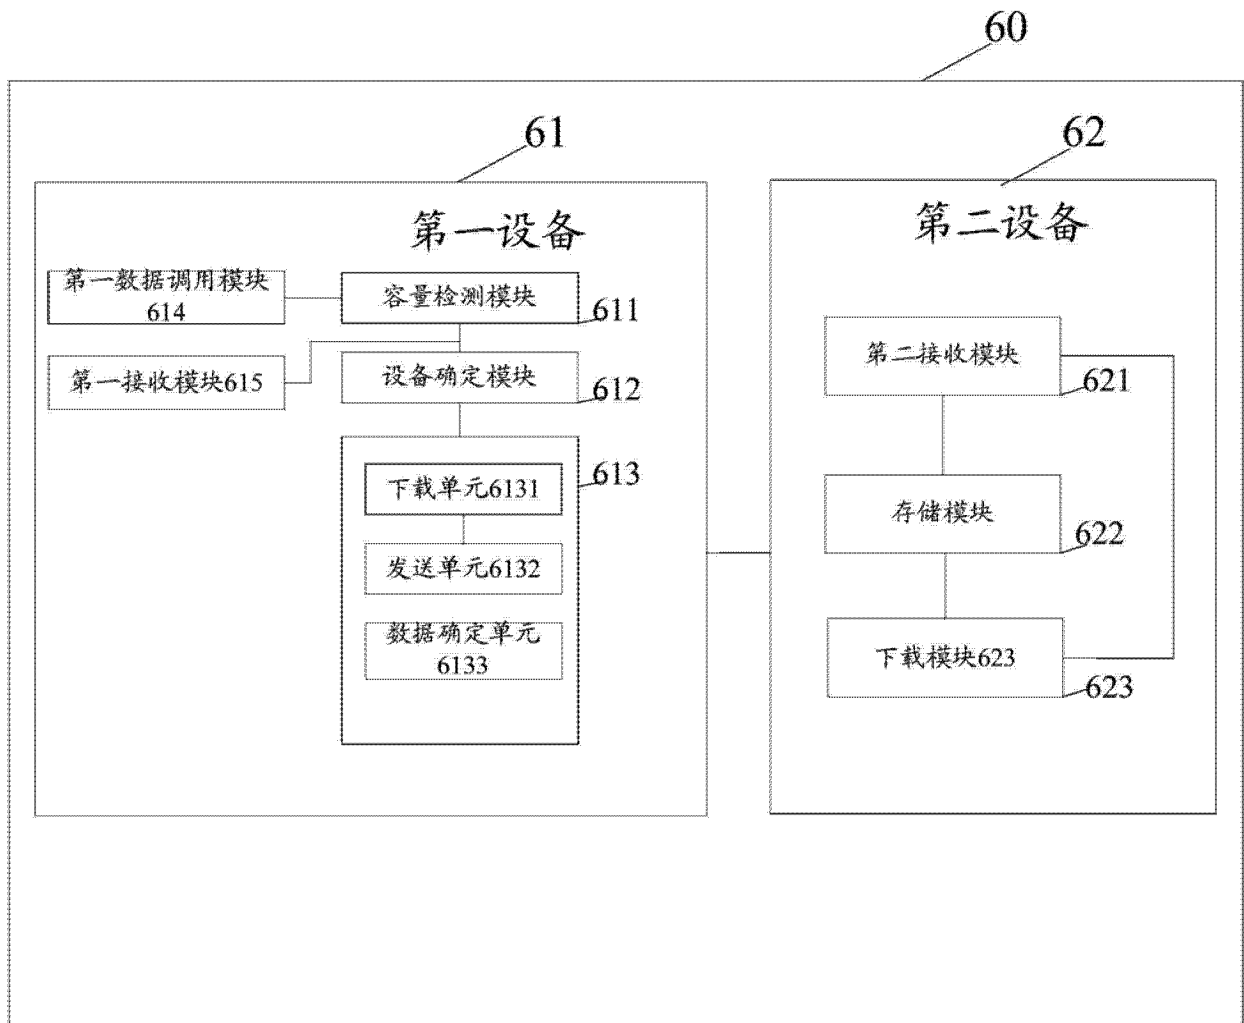 60
61
62
第一设备
第二设备
第一数据调用模块
614
容量检测模块
611
第一接收模块615
设备确定模块
612
613
下载单元6131
发送单元6132
数据确定单元
6133
第二接收模块
621
存储模块
622
下载模块623
623